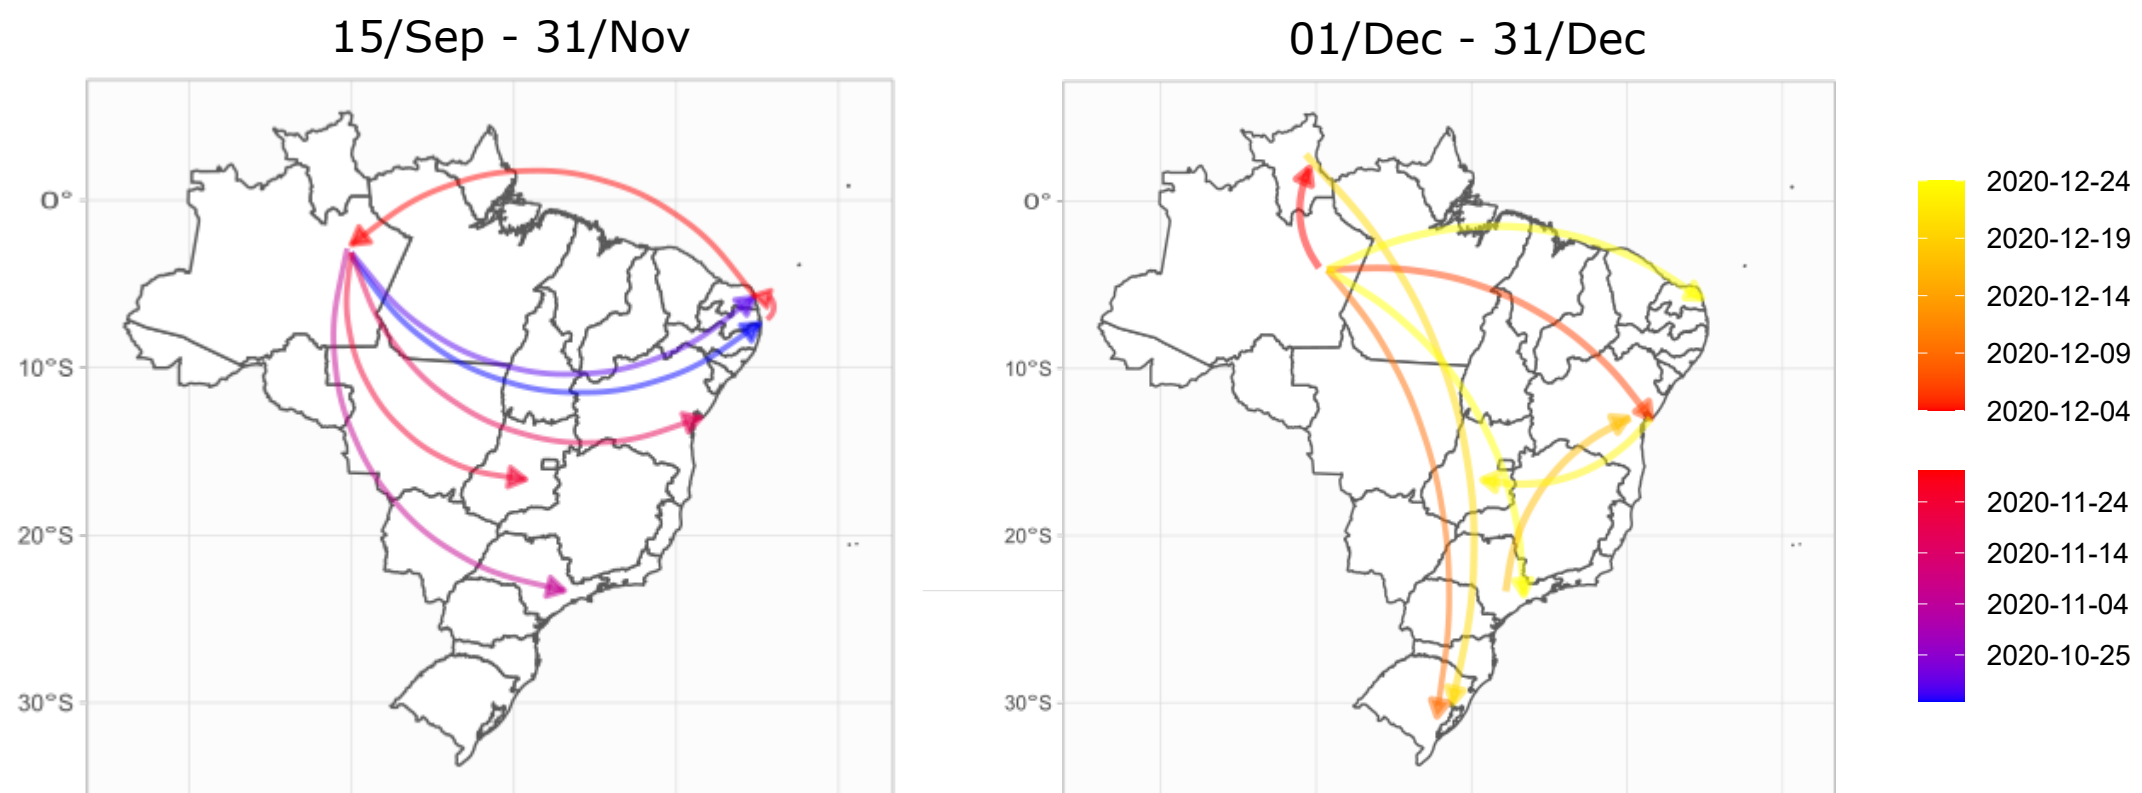 15/Sep - 31/Nov
01/Dec - 31/Dec
0°
10°S
20°S
30°S
0°
10°S
20°S
30°S
2020-12-24
2020-12-19
2020-12-14
2020-12-09
2020-12-04
2020-11-24
2020-11-14
2020-11-04
2020-10-25